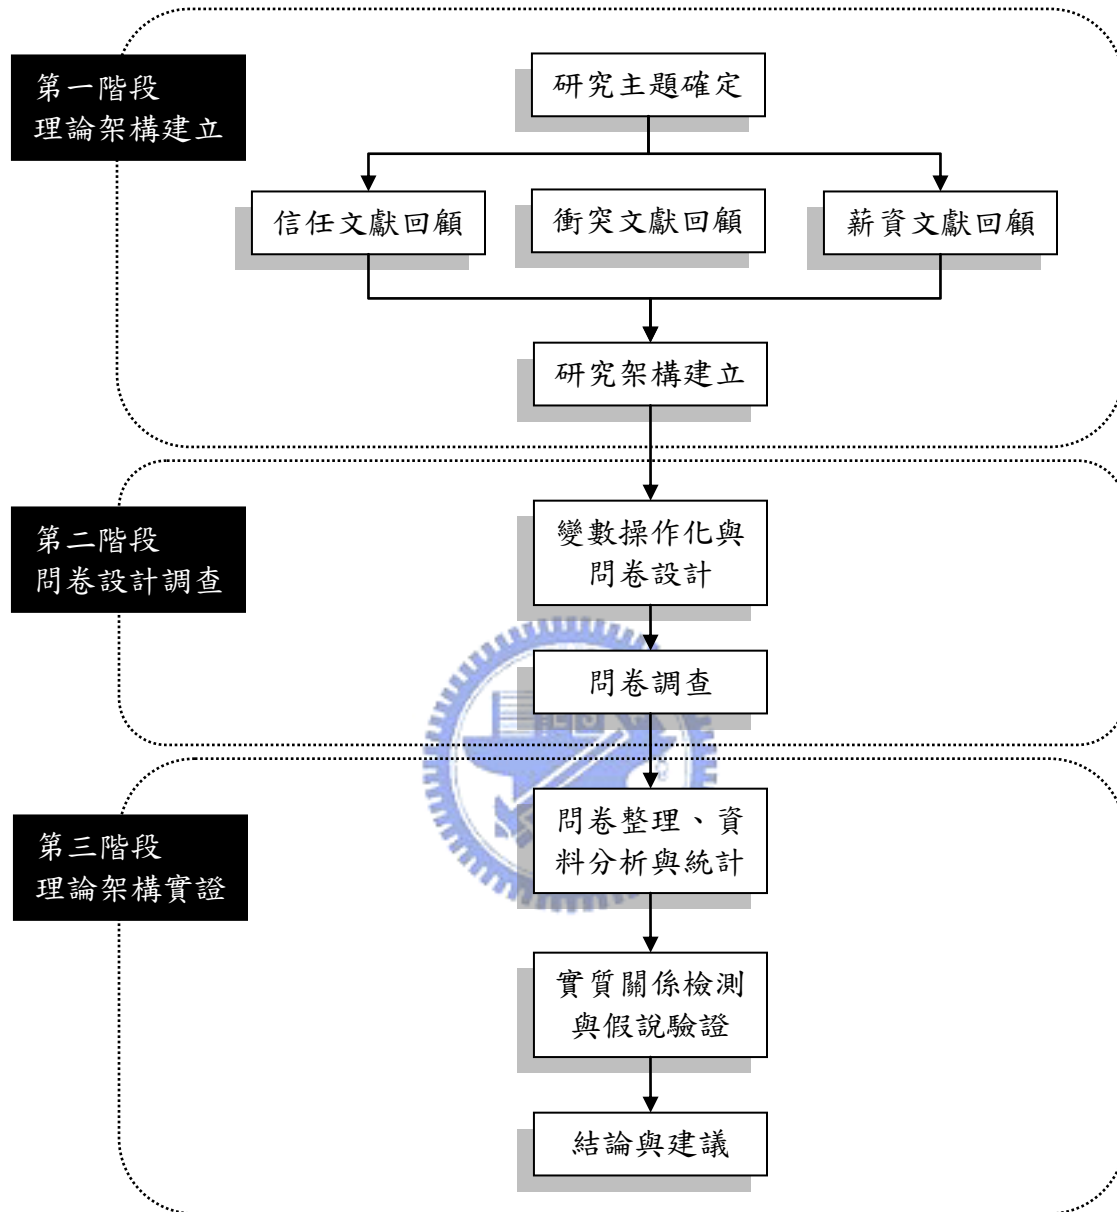 第一階段
理論架構建立
研究主題確定
信任文獻回顧
衝突文獻回顧
薪資文獻回顧
研究架構建立
第二階段
問卷設計調查
變數操作化與
問卷設計
問卷調查
第三階段
理論架構實證
問卷整理、資
料分析與統計
實質關係檢測
與假說驗證
結論與建議